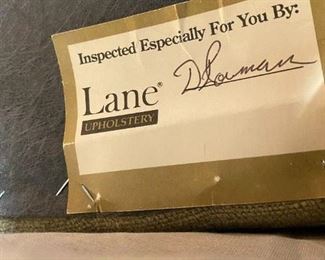 Inspected Especially For You By:
Lane®
UPHOLSTERY